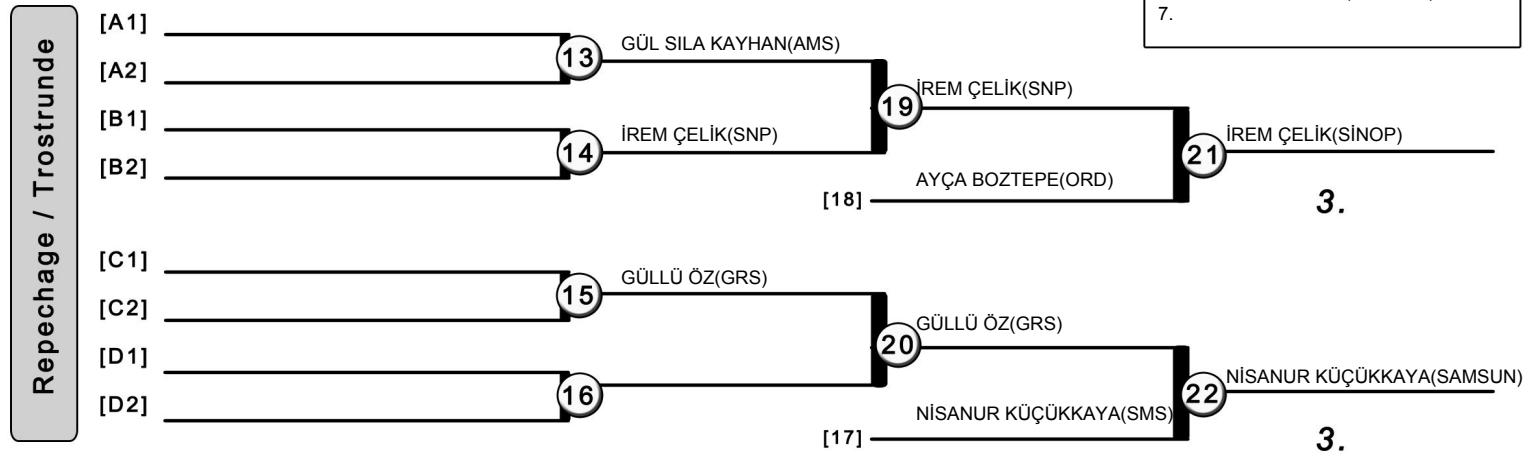 7.
Repechage / Trostrunde
[A1]
[A2]
[B1]
[B2]
13
GÜL SILA KAYHAN(AMS)
14
İREM ÇELİK(SNP)
19
İREM ÇELİK(SNP)
[18]
AYÇA BOZTEPE(ORD)
21
İREM ÇELİK(SİNOP)
3.
[C1]
[C2]
[D1]
[D2]
15
GÜLLÜ ÖZ(GRS)
16
20
GÜLLÜ ÖZ(GRS)
[17]
NİSANUR KÜÇÜKKAYA(SMS)
22
NİSANUR KÜÇÜKKAYA(SAMSUN)
3.